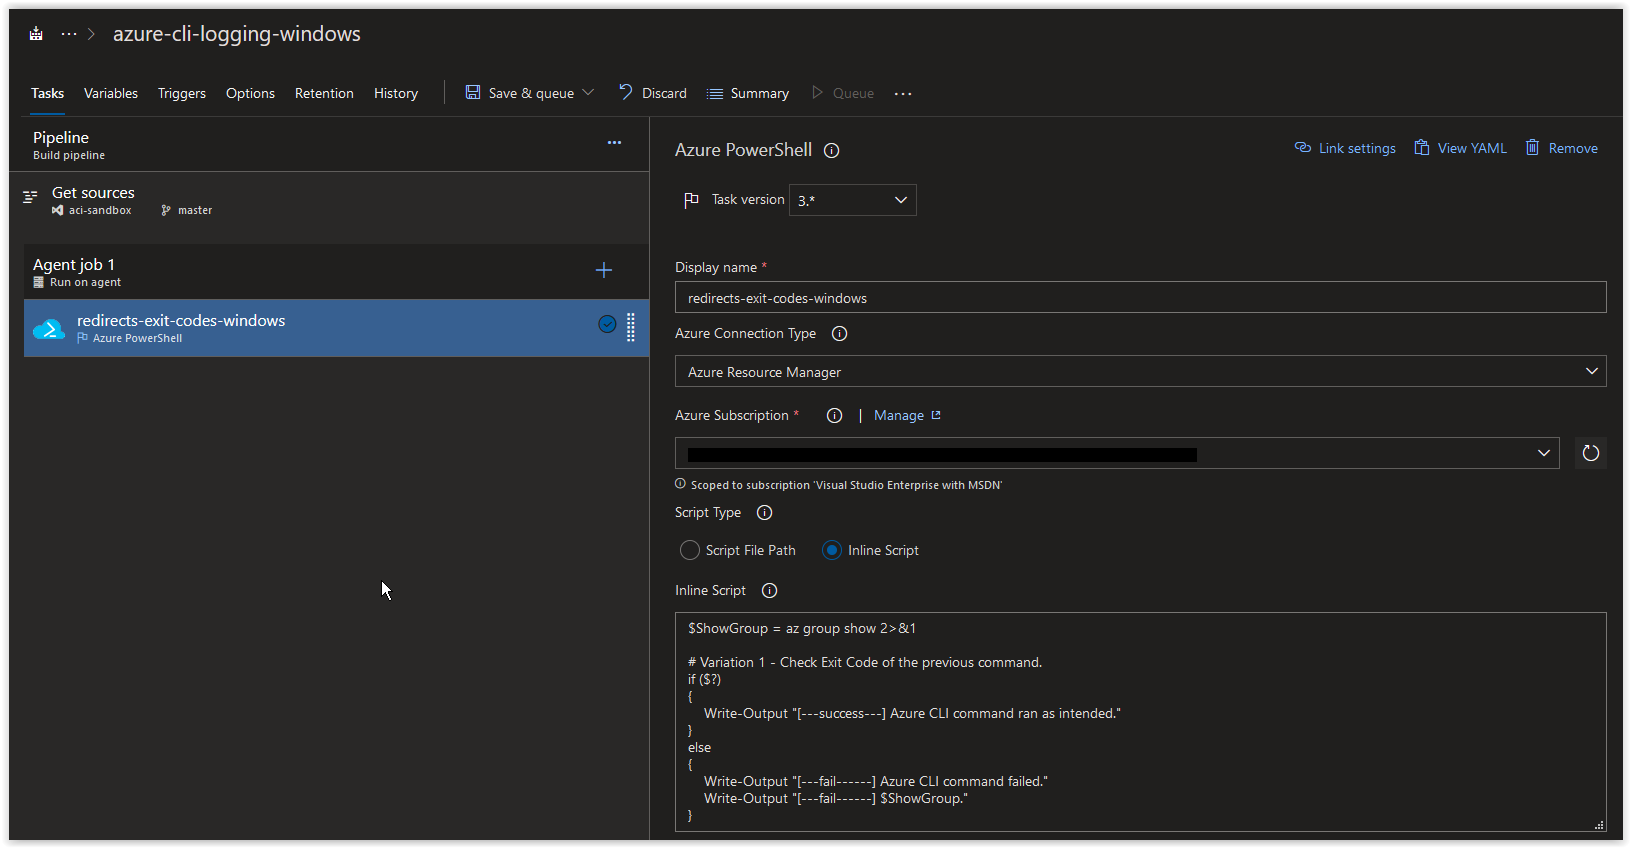 azure-cli-logging-windows
Tasks Variables Triggers Options Retention History Save & queue Discard Summary Queue
Pipeline
Build pipeline
Get sources
aci-sandbox master
Agent job 1
Run on agent
redirects-exit-codes-windows
Azure PowerShell
Azure PowerShell Link settings View YAML Remove
Task version 3.*
Display name *
redirects-exit-codes-windows
Azure Connection Type
Azure Resource Manager
Azure Subscription * | Manage
Scoped to subscription 'Visual Studio Enterprise with MSDN'
Script Type
Script File Path Inline Script
Inline Script
$ShowGroup = az group show 2>&1
# Variation 1 - Check Exit Code of the previous command.
if ($?)
{
Write-Output "[---success---] Azure CLI command ran as intended."
}
else
{
Write-Output "[---fail------] Azure CLI command failed."
Write-Output "[---fail------] $ShowGroup."
}